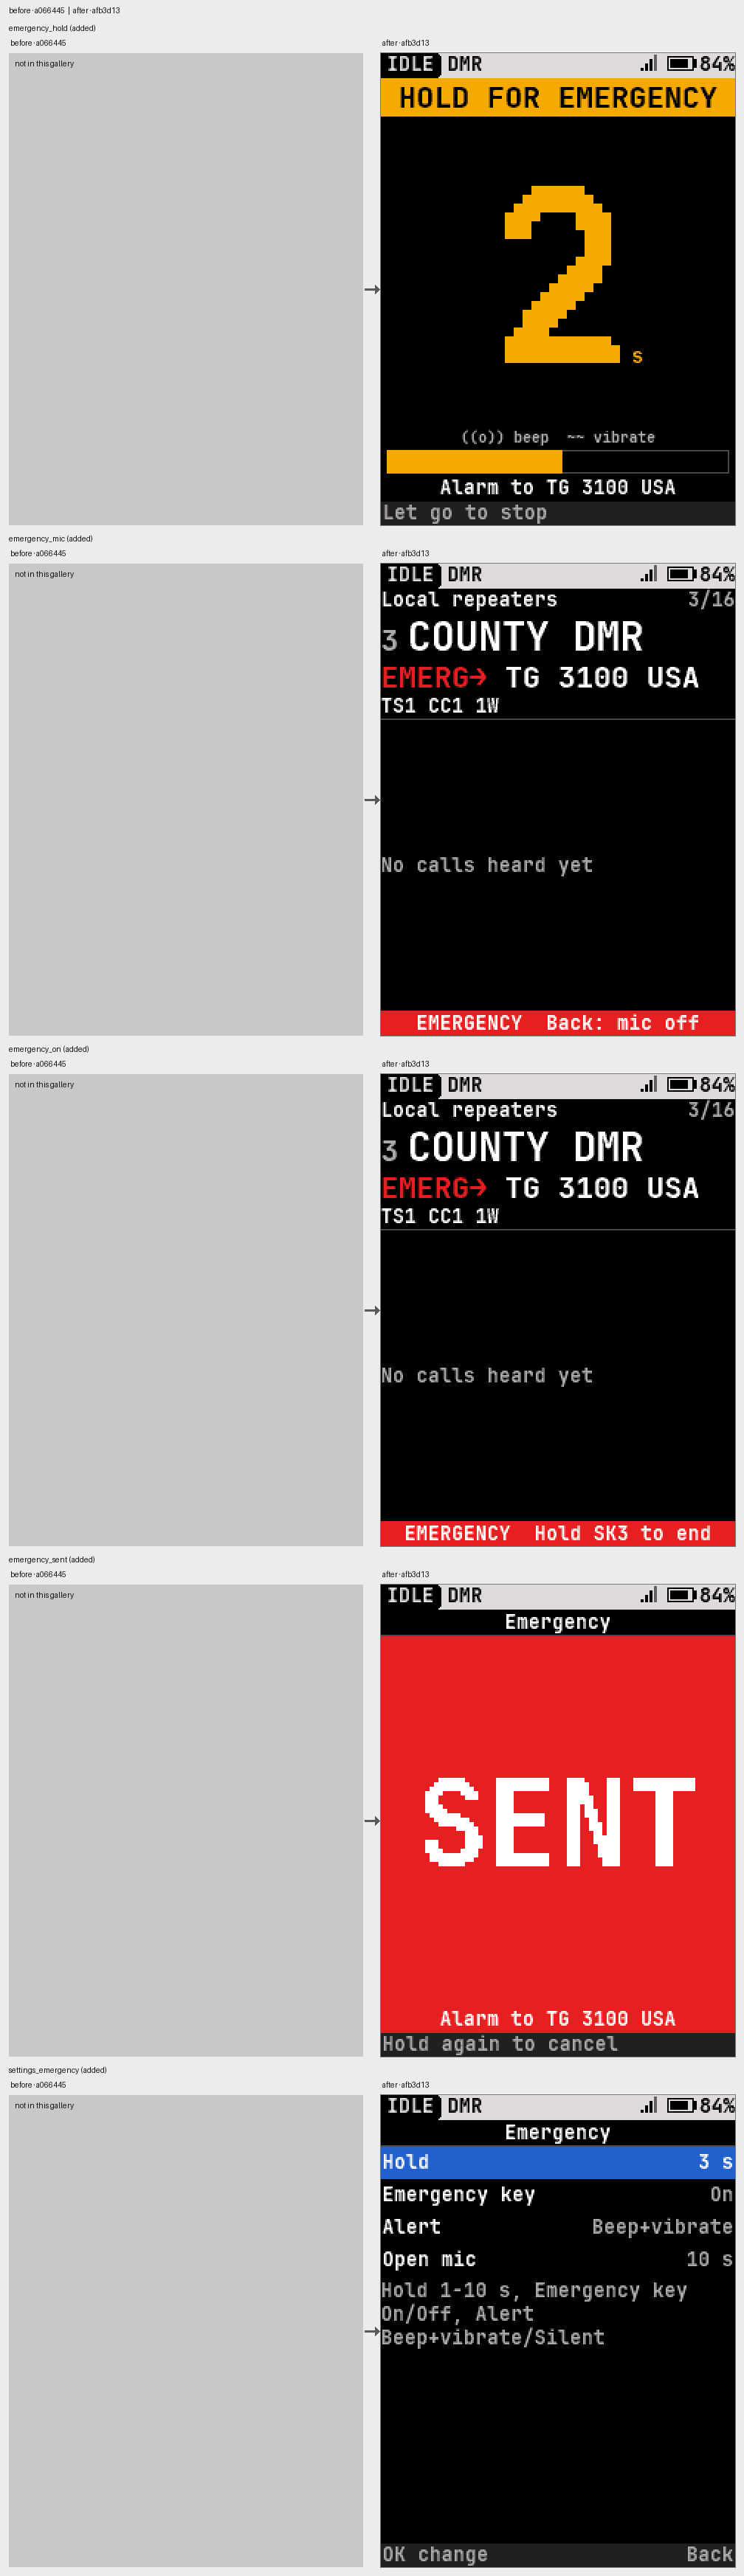 before · a066445 | after · afb3d13
emergency_hold (added)
before · a066445
after · afb3d13
not in this gallery
IDLE DMR 84%
HOLD FOR EMERGENCY
2 s
→
((o)) beep ~~ vibrate
Alarm to TG 3100 USA
Let go to stop
emergency_mic (added)
before · a066445
after · afb3d13
not in this gallery
IDLE DMR 84%
Local repeaters 3/16
3 COUNTY DMR
EMERG→ TG 3100 USA
TS1 CC1 1W
→
No calls heard yet
EMERGENCY Back: mic off
emergency_on (added)
before · a066445
after · afb3d13
not in this gallery
IDLE DMR 84%
Local repeaters 3/16
3 COUNTY DMR
EMERG→ TG 3100 USA
TS1 CC1 1W
→
No calls heard yet
EMERGENCY Hold SK3 to end
emergency_sent (added)
before · a066445
after · afb3d13
not in this gallery
IDLE DMR 84%
Emergency
→
SENT
Alarm to TG 3100 USA
Hold again to cancel
settings_emergency (added)
before · a066445
after · afb3d13
not in this gallery
IDLE DMR 84%
Emergency
Hold 3 s
Emergency key On
Alert Beep+vibrate
Open mic 10 s
Hold 1-10 s, Emergency key
On/Off, Alert
→
Beep+vibrate/Silent
OK change Back